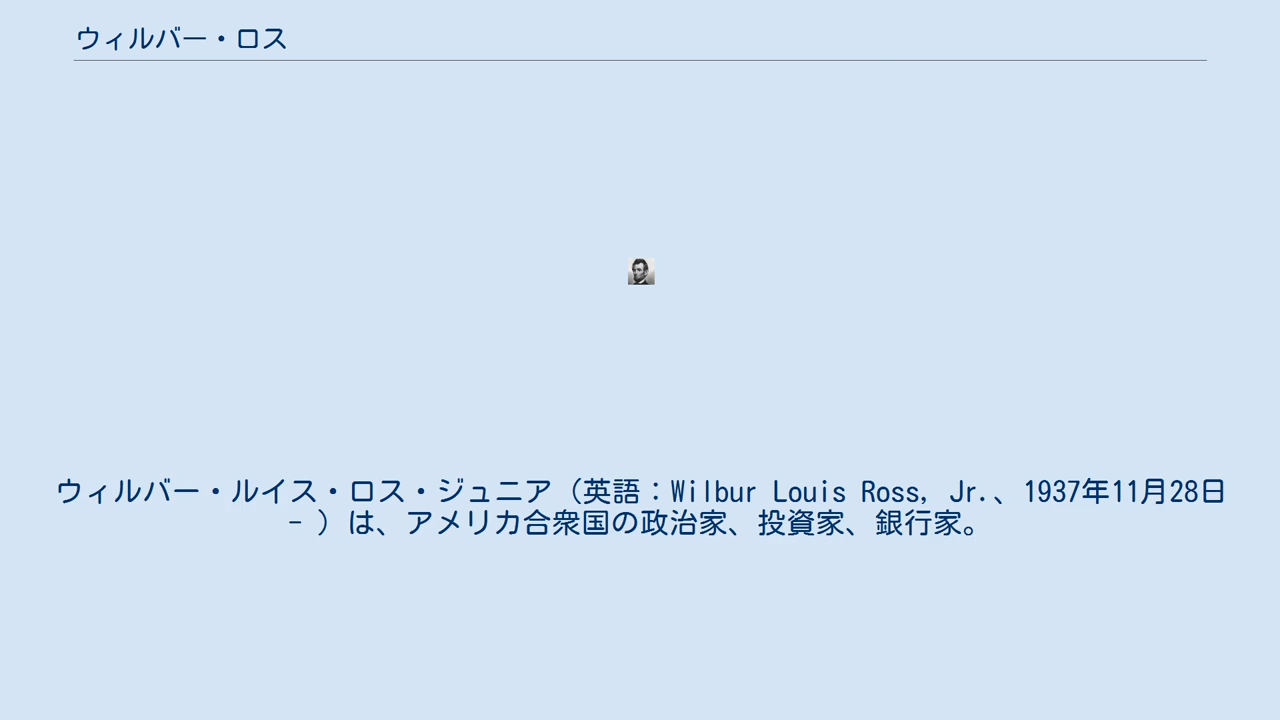 ウィルバー・ロス
ウィルバー・ルイス・ロス・ジュニア（英語：Wilbur Louis Ross, Jr.、1937年11月28日
- ）は、アメリカ合衆国の政治家、投資家、銀行家。